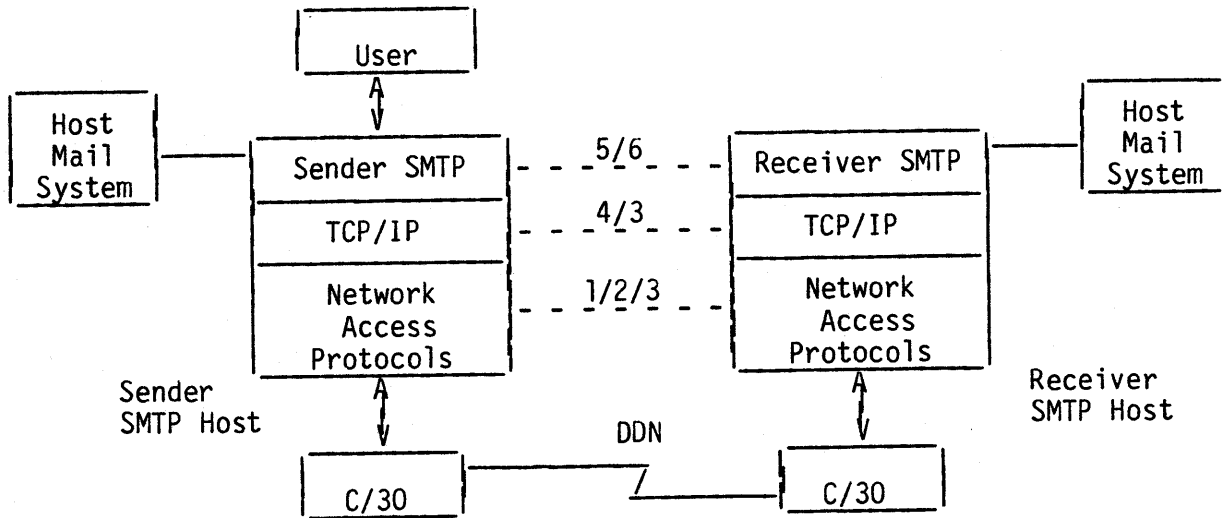 User
Host
Mail
System
Sender SMTP
5/6
Receiver SMTP
Host
Mail
System
TCP/IP
4/3
TCP/IP
Network
Access
Protocols
1/2/3
Network
Access
Protocols
Sender
SMTP Host
Receiver
SMTP Host
DDN
C/30
C/30